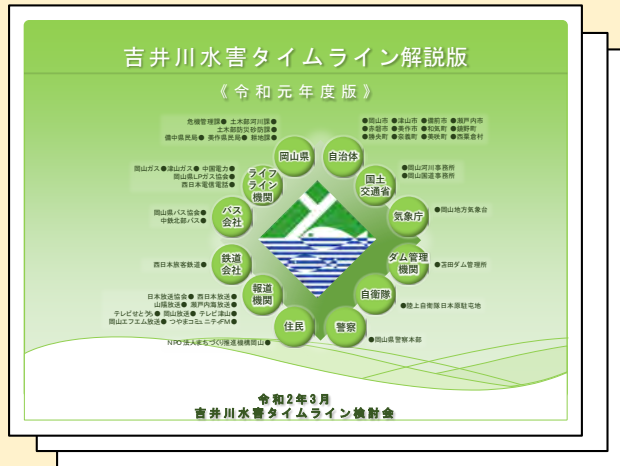 吉井川水害タイムライン解説版
《令和元年度版》
危機管理課● 土木部河川課●
土木部防災砂防課●
備中県民局● 美作県民局● 耕地課●
●岡山市 ●津山市 ●備前市 ●瀬戸内市
●赤磐市 ●美作市 ●和気町 ●鏡野町
●勝央町 ●奈義町 ●美咲町 ●西粟倉村
岡山県
自治体
岡山ガス● 津山ガス● 中国電力●
岡山県LPガス協会●
西日本電信電話●
ライフ
ライン
機関
国土
交通省
●岡山河川事務所
●岡山国道事務所
岡山県バス協会●
中鉄北部バス●
バス
会社
気象庁
●岡山地方気象台
西日本旅客鉄道●
鉄道
会社
ダム管理
機関
●苫田ダム管理所
日本放送協会● 西日本放送●
山陽放送● 瀬戸内海放送●
テレビせとうち● 岡山放送● テレビ津山●
岡山エフエム放送● つやまコミュニティFM●
報道
機関
自衛隊
●陸上自衛隊日本原駐屯地
住民
警察
●岡山県警察本部
NPO法人まちづくり推進機構岡山●
令和2年3月
吉井川水害タイムライン検討会